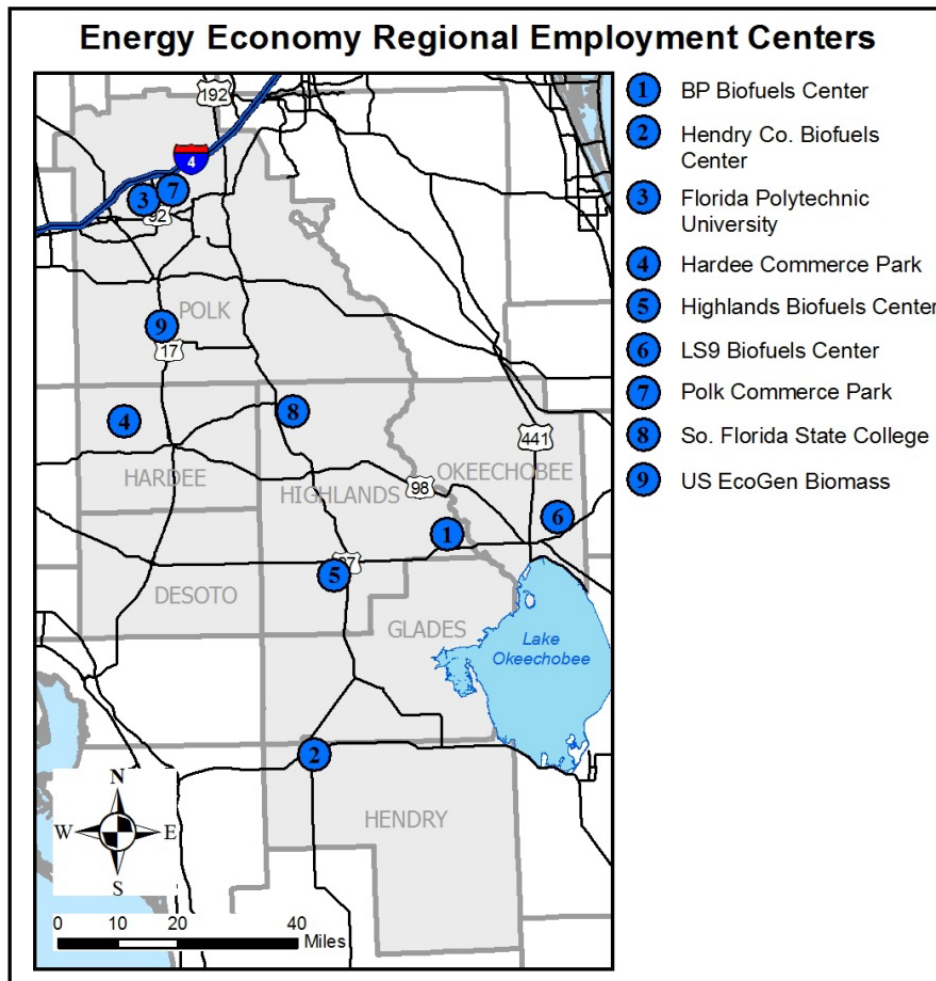 Energy Economy Regional Employment Centers
192
4
3
7
92
POLK
9
17
4
8
441
HARDEE
HIGHLANDS
98
OKEECHOBEE
6
1
5
DESOTO
GLADES
Lake
Okeechobee
2
HENDRY
N
W
E
S
0
10
20
40
Miles
1 BP Biofuels Center
2 Hendry Co. Biofuels
Center
3 Florida Polytechnic
University
4 Hardee Commerce Park
5 Highlands Biofuels Center
6 LS9 Biofuels Center
7 Polk Commerce Park
8 So. Florida State College
9 US EcoGen Biomass